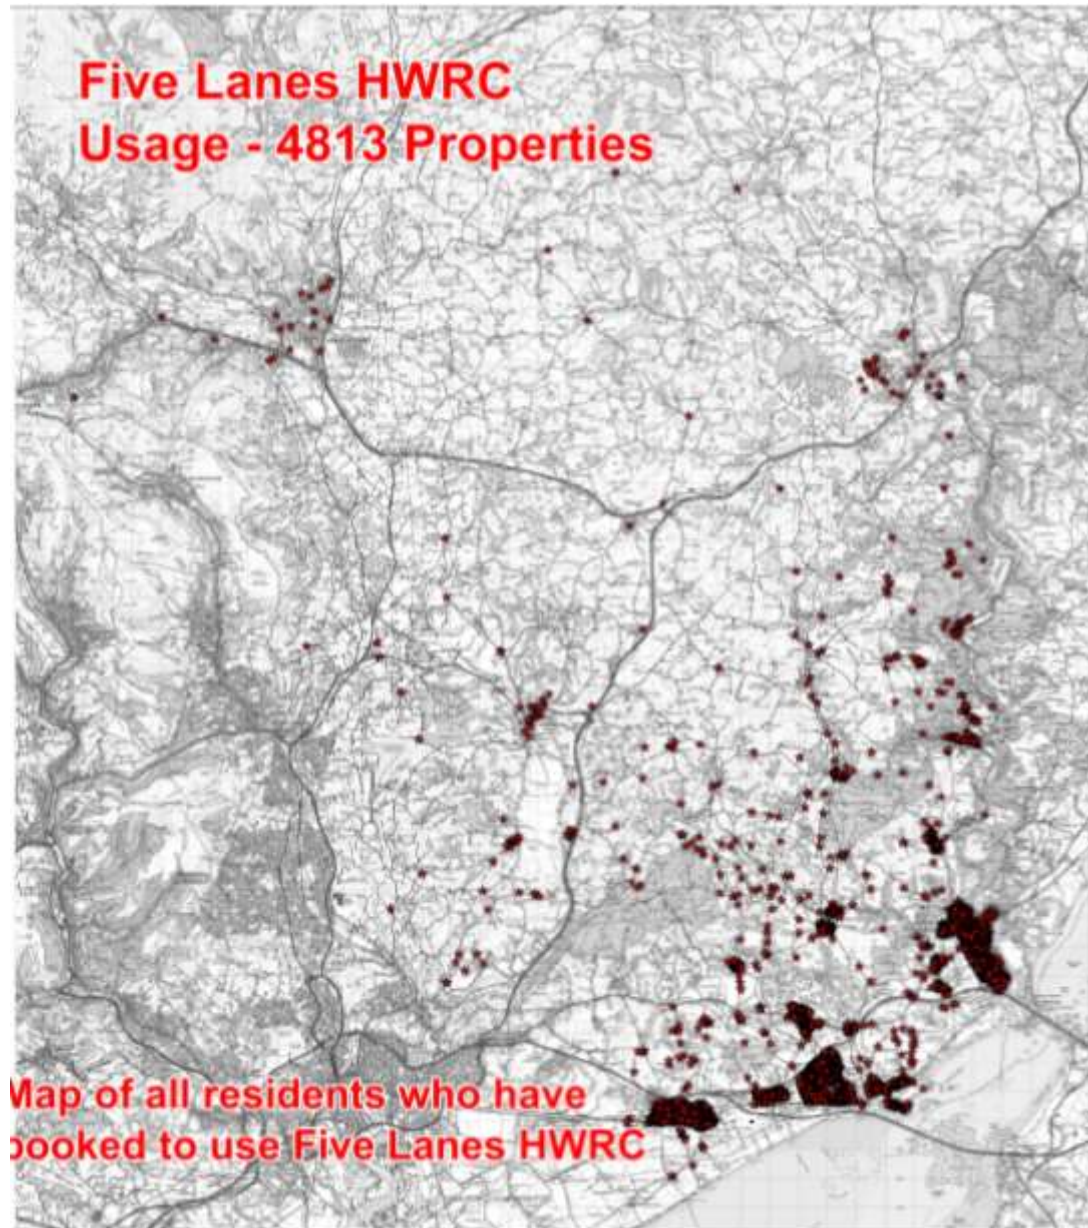 Five Lanes HWRC
Usage - 4813 Properties
Map of all residents who have
booked to use Five Lanes HWRC